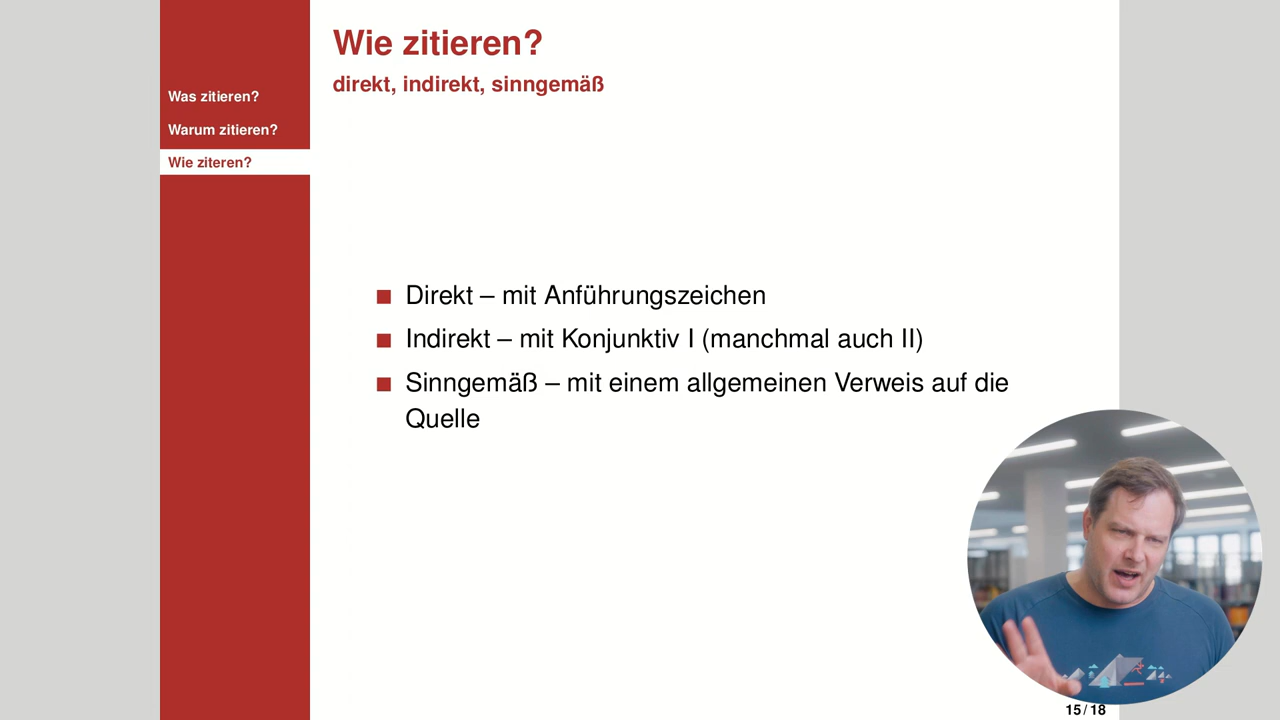 Wie zitieren?
direkt, indirekt, sinngemäß
Was zitieren?
Warum zitieren?
Wie ziteren?
Direkt – mit Anführungszeichen
Indirekt – mit Konjunktiv I (manchmal auch II)
Sinngemäß – mit einem allgemeinen Verweis auf die
Quelle
15 / 18